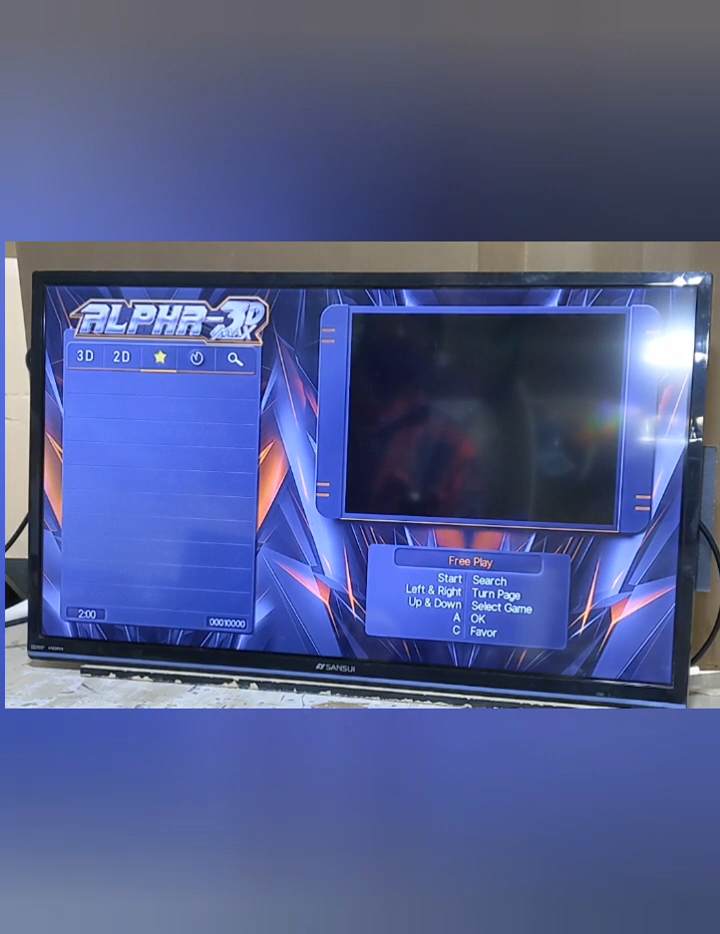 ALPHA-3D
MAX
3D 2D
2:00
00010000
Free Play
Start Search
Left & Right Turn Page
Up & Down Select Game
A OK
C Favor
SANSUI